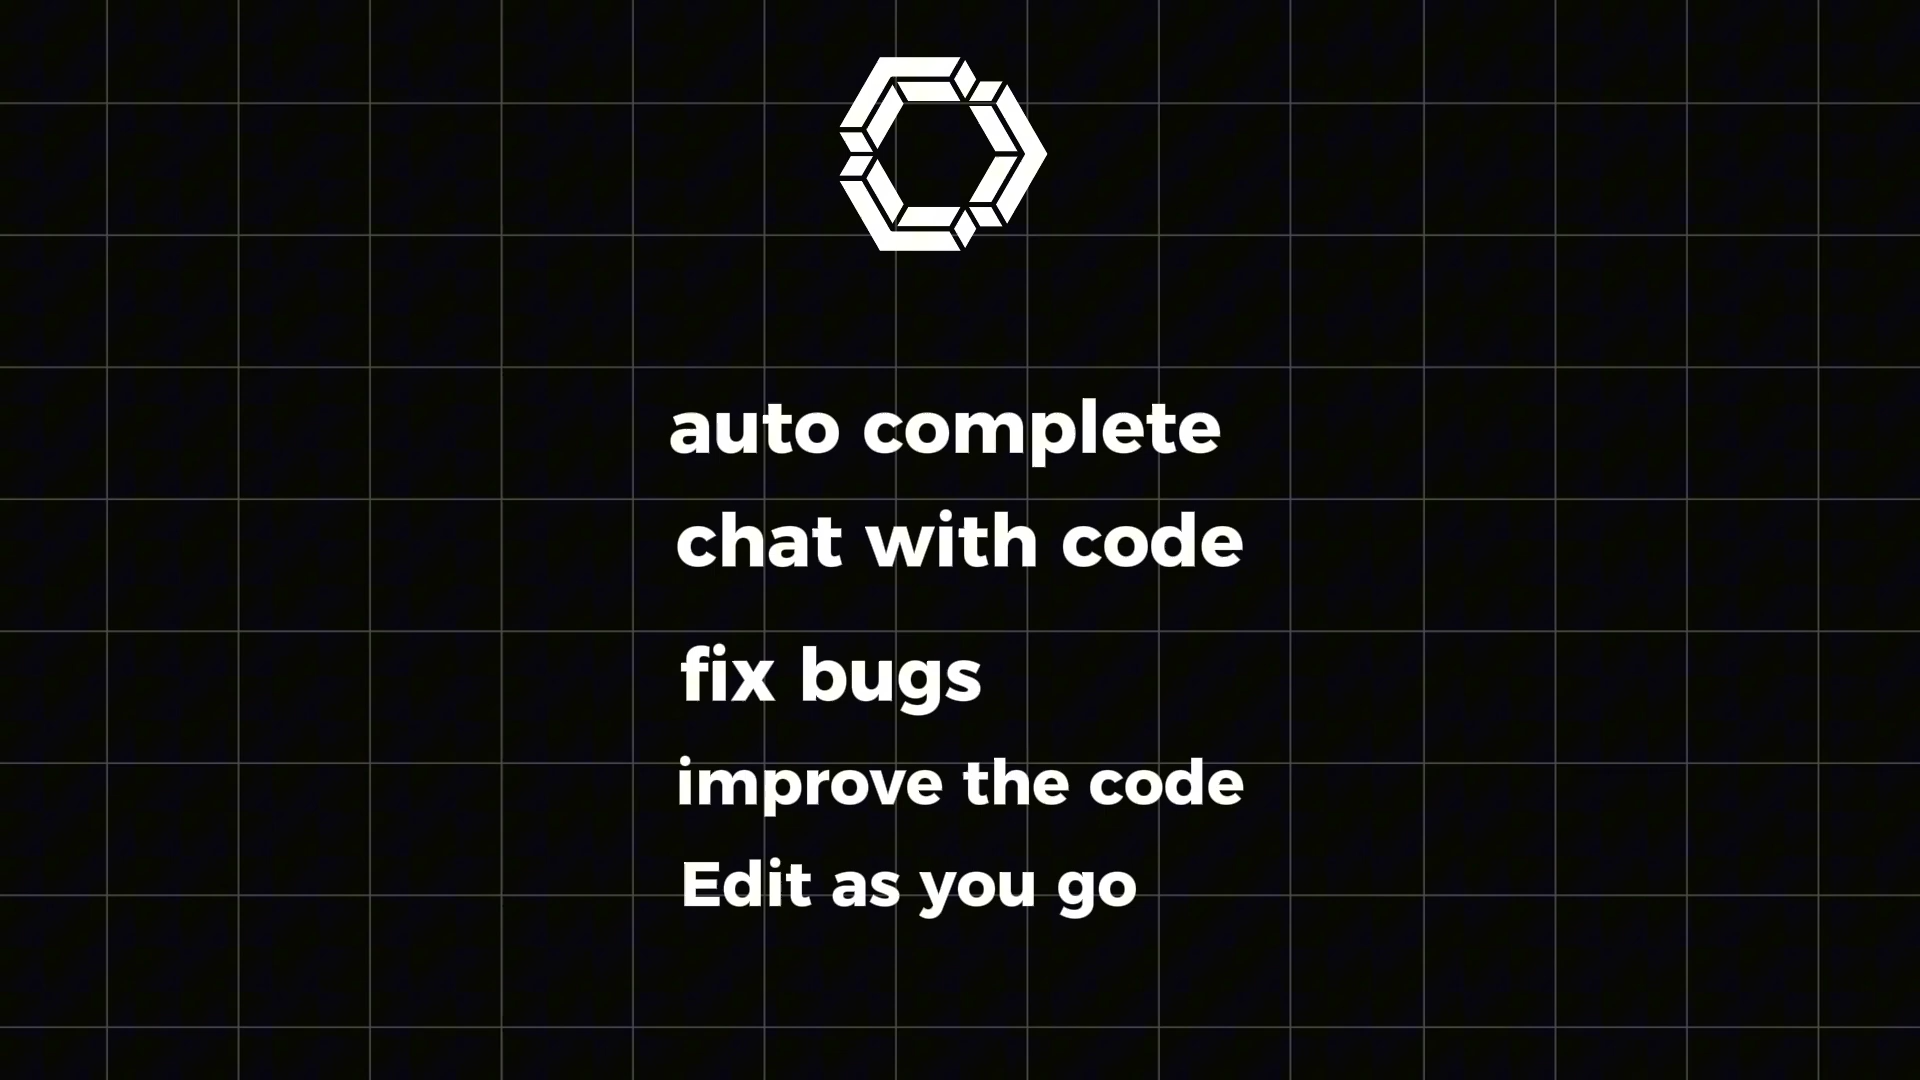 auto complete
chat with code
fix bugs
improve the code
Edit as you go